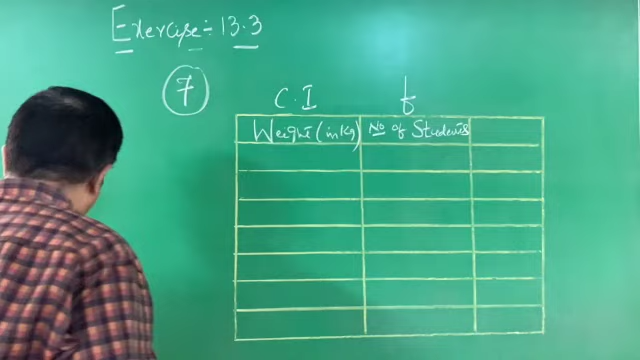 Exercise:- 13.3
7
C.I f
Weight (in Kg) No of Students